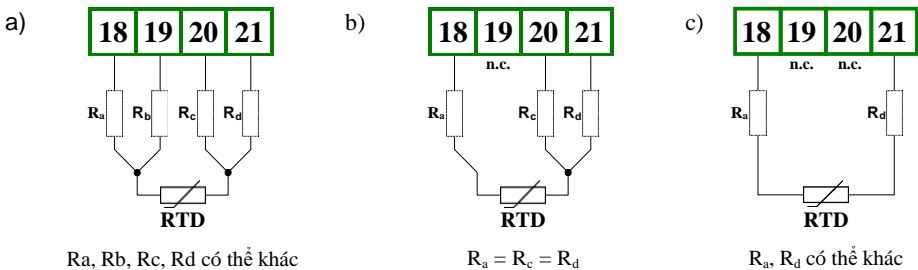 a)
18 19 20 21
Ra Rb Rc Rd
RTD
Ra, Rb, Rc, Rd có thể khác
b)
18 19 20 21
n.c.
Ra Rc Rd
RTD
Ra = Rc = Rd
c)
18 19 20 21
n.c. n.c.
Ra Rd
RTD
Ra, Rd có thể khác